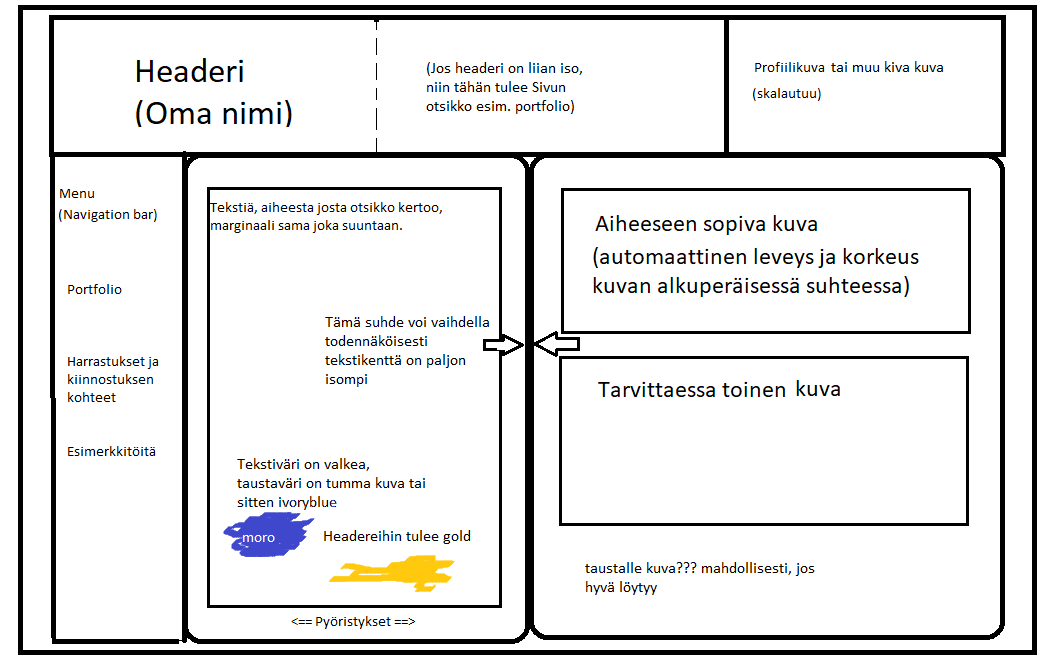 Headeri
(Oma nimi)
(Jos headeri on liian iso,
niin tähän tulee Sivun
otsikko esim. portfolio)
Profiilikuva tai muu kiva kuva
(skalautuu)
Menu
(Navigation bar)
Portfolio
Harrastukset ja
kiinnostuksen
kohteet
Esimerkkitöitä
Tekstiä, aiheesta josta otsikko kertoo,
marginaali sama joka suuntaan.
Tämä suhde voi vaihdella
todennäköisesti
tekstikenttä on paljon
isompi
Tekstiväri on valkea,
taustaväri on tumma kuva tai
sitten ivoryblue
moro
Headereihin tulee gold
<== Pyöristykset ==>
Aiheeseen sopiva kuva
(automaattinen leveys ja korkeus
kuvan alkuperäisessä suhteessa)
Tarvittaessa toinen kuva
taustalle kuva??? mahdollisesti, jos
hyvä löytyy